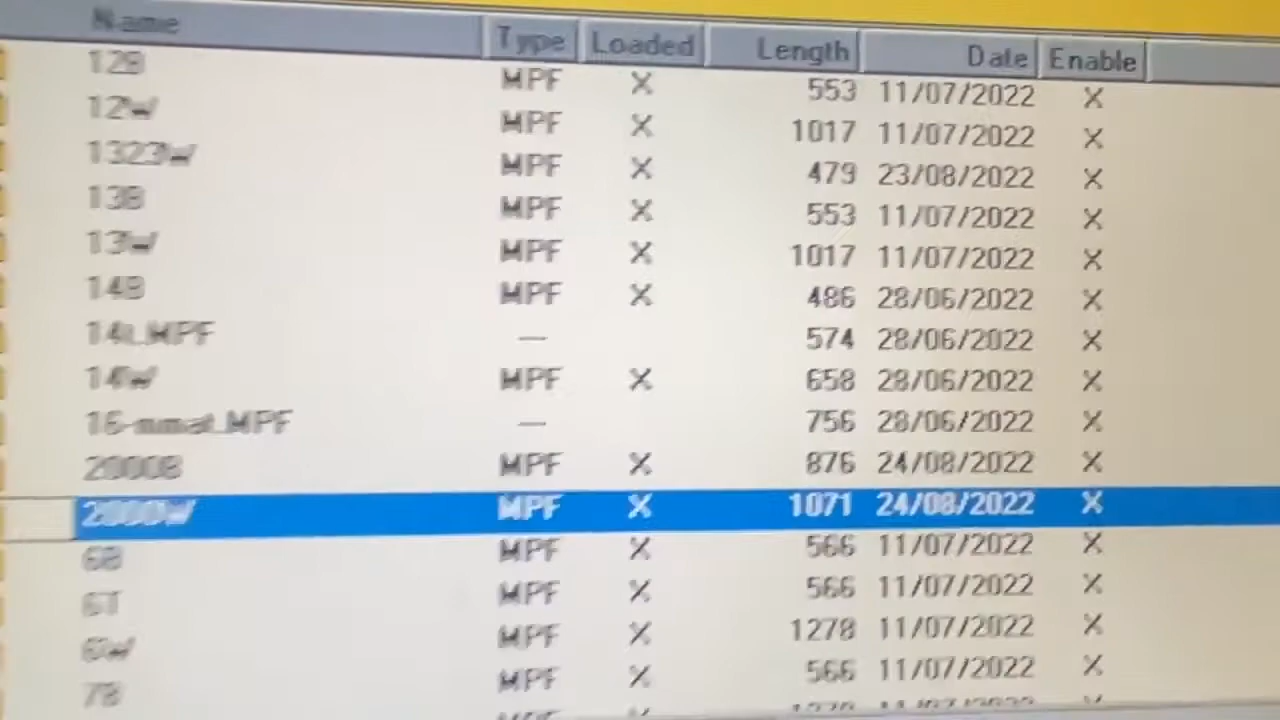 Name Type Loaded Length Date Enable
12B MPF X 553 11/07/2022 X
12W MPF X 1017 11/07/2022 X
1323W MPF X 479 23/08/2022 X
13B MPF X 553 11/07/2022 X
13W MPF X 1017 11/07/2022 X
14B MPF X 486 28/06/2022 X
14t.MPF — 574 28/06/2022 X
14W MPF X 658 28/06/2022 X
16-mmat.MPF — 756 28/06/2022 X
2000B MPF X 876 24/08/2022 X
2000W MPF X 1071 24/08/2022 X
6B MPF X 566 11/07/2022 X
6T MPF X 566 11/07/2022 X
6W MPF X 1278 11/07/2022 X
7B MPF X 566 11/07/2022 X